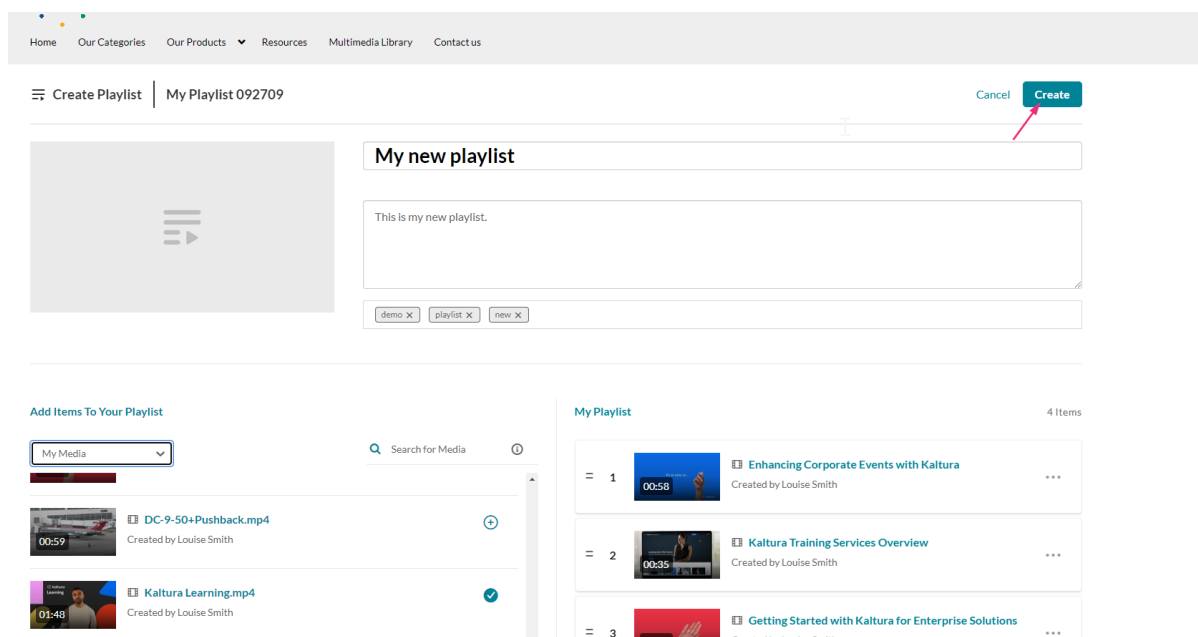 Home Our Categories Our Products Resources Multimedia Library Contact us
Create Playlist My Playlist 092709 Cancel Create
My new playlist
This is my new playlist.
demo playlist new
Add Items To Your Playlist
My Media Search for Media
00:59 DC-9-50+Pushback.mp4
Created by Louise Smith
01:48 Kaltura Learning.mp4
Created by Louise Smith
My Playlist 4 Items
1 00:58 Enhancing Corporate Events with Kaltura
Created by Louise Smith
2 00:35 Kaltura Training Services Overview
Created by Louise Smith
3 Getting Started with Kaltura for Enterprise Solutions